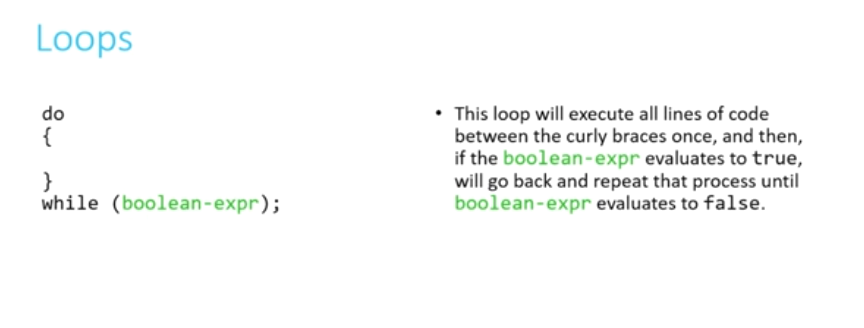 Loops
do
{
}
while (boolean-expr);
• This loop will execute all lines of code
between the curly braces once, and then,
if the boolean-expr evaluates to true,
will go back and repeat that process until
boolean-expr evaluates to false.